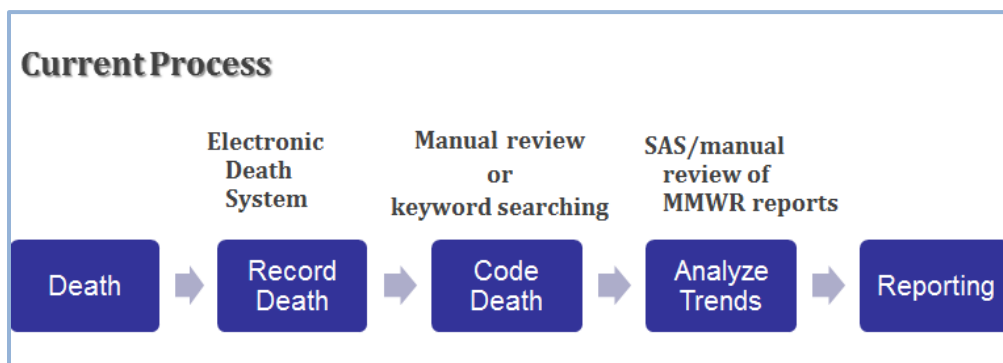 Current Process
Electronic
Death
System
Manual review
or
keyword searching
SAS/manual
review of
MMWR reports
Death
Record
Death
Code
Death
Analyze
Trends
Reporting